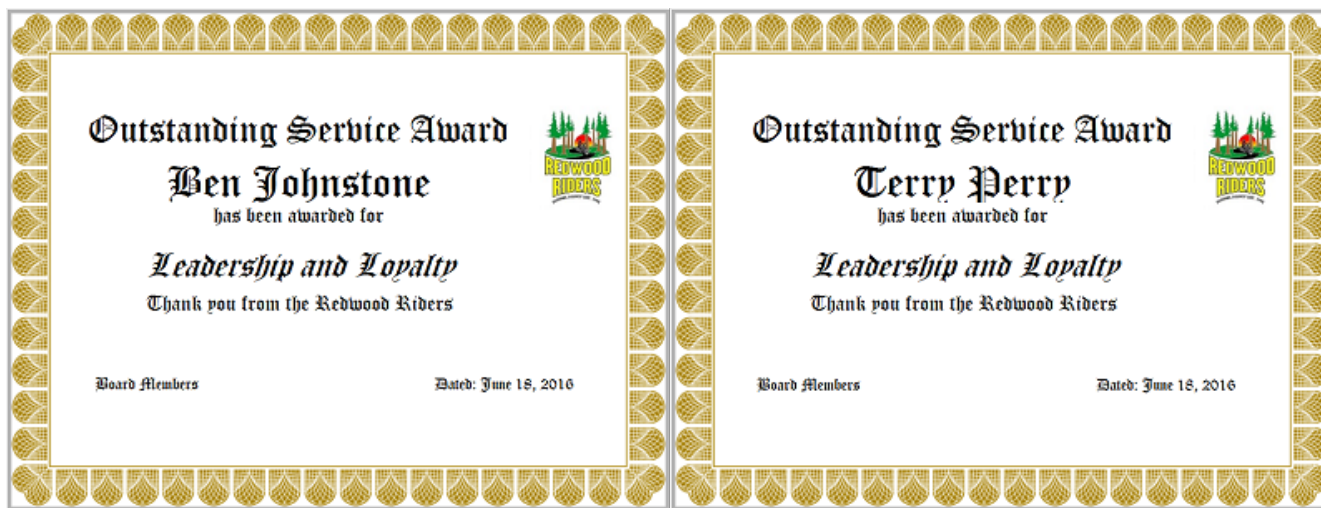 Outstanding Service Award
Ben Johnstone
has been awarded for
Leadership and Loyalty
Thank you from the Redwood Riders
Board Members
Dated: June 18, 2016
REDWOOD
RIDERS
Outstanding Service Award
Terry Perry
has been awarded for
Leadership and Loyalty
Thank you from the Redwood Riders
Board Members
Dated: June 18, 2016
REDWOOD
RIDERS